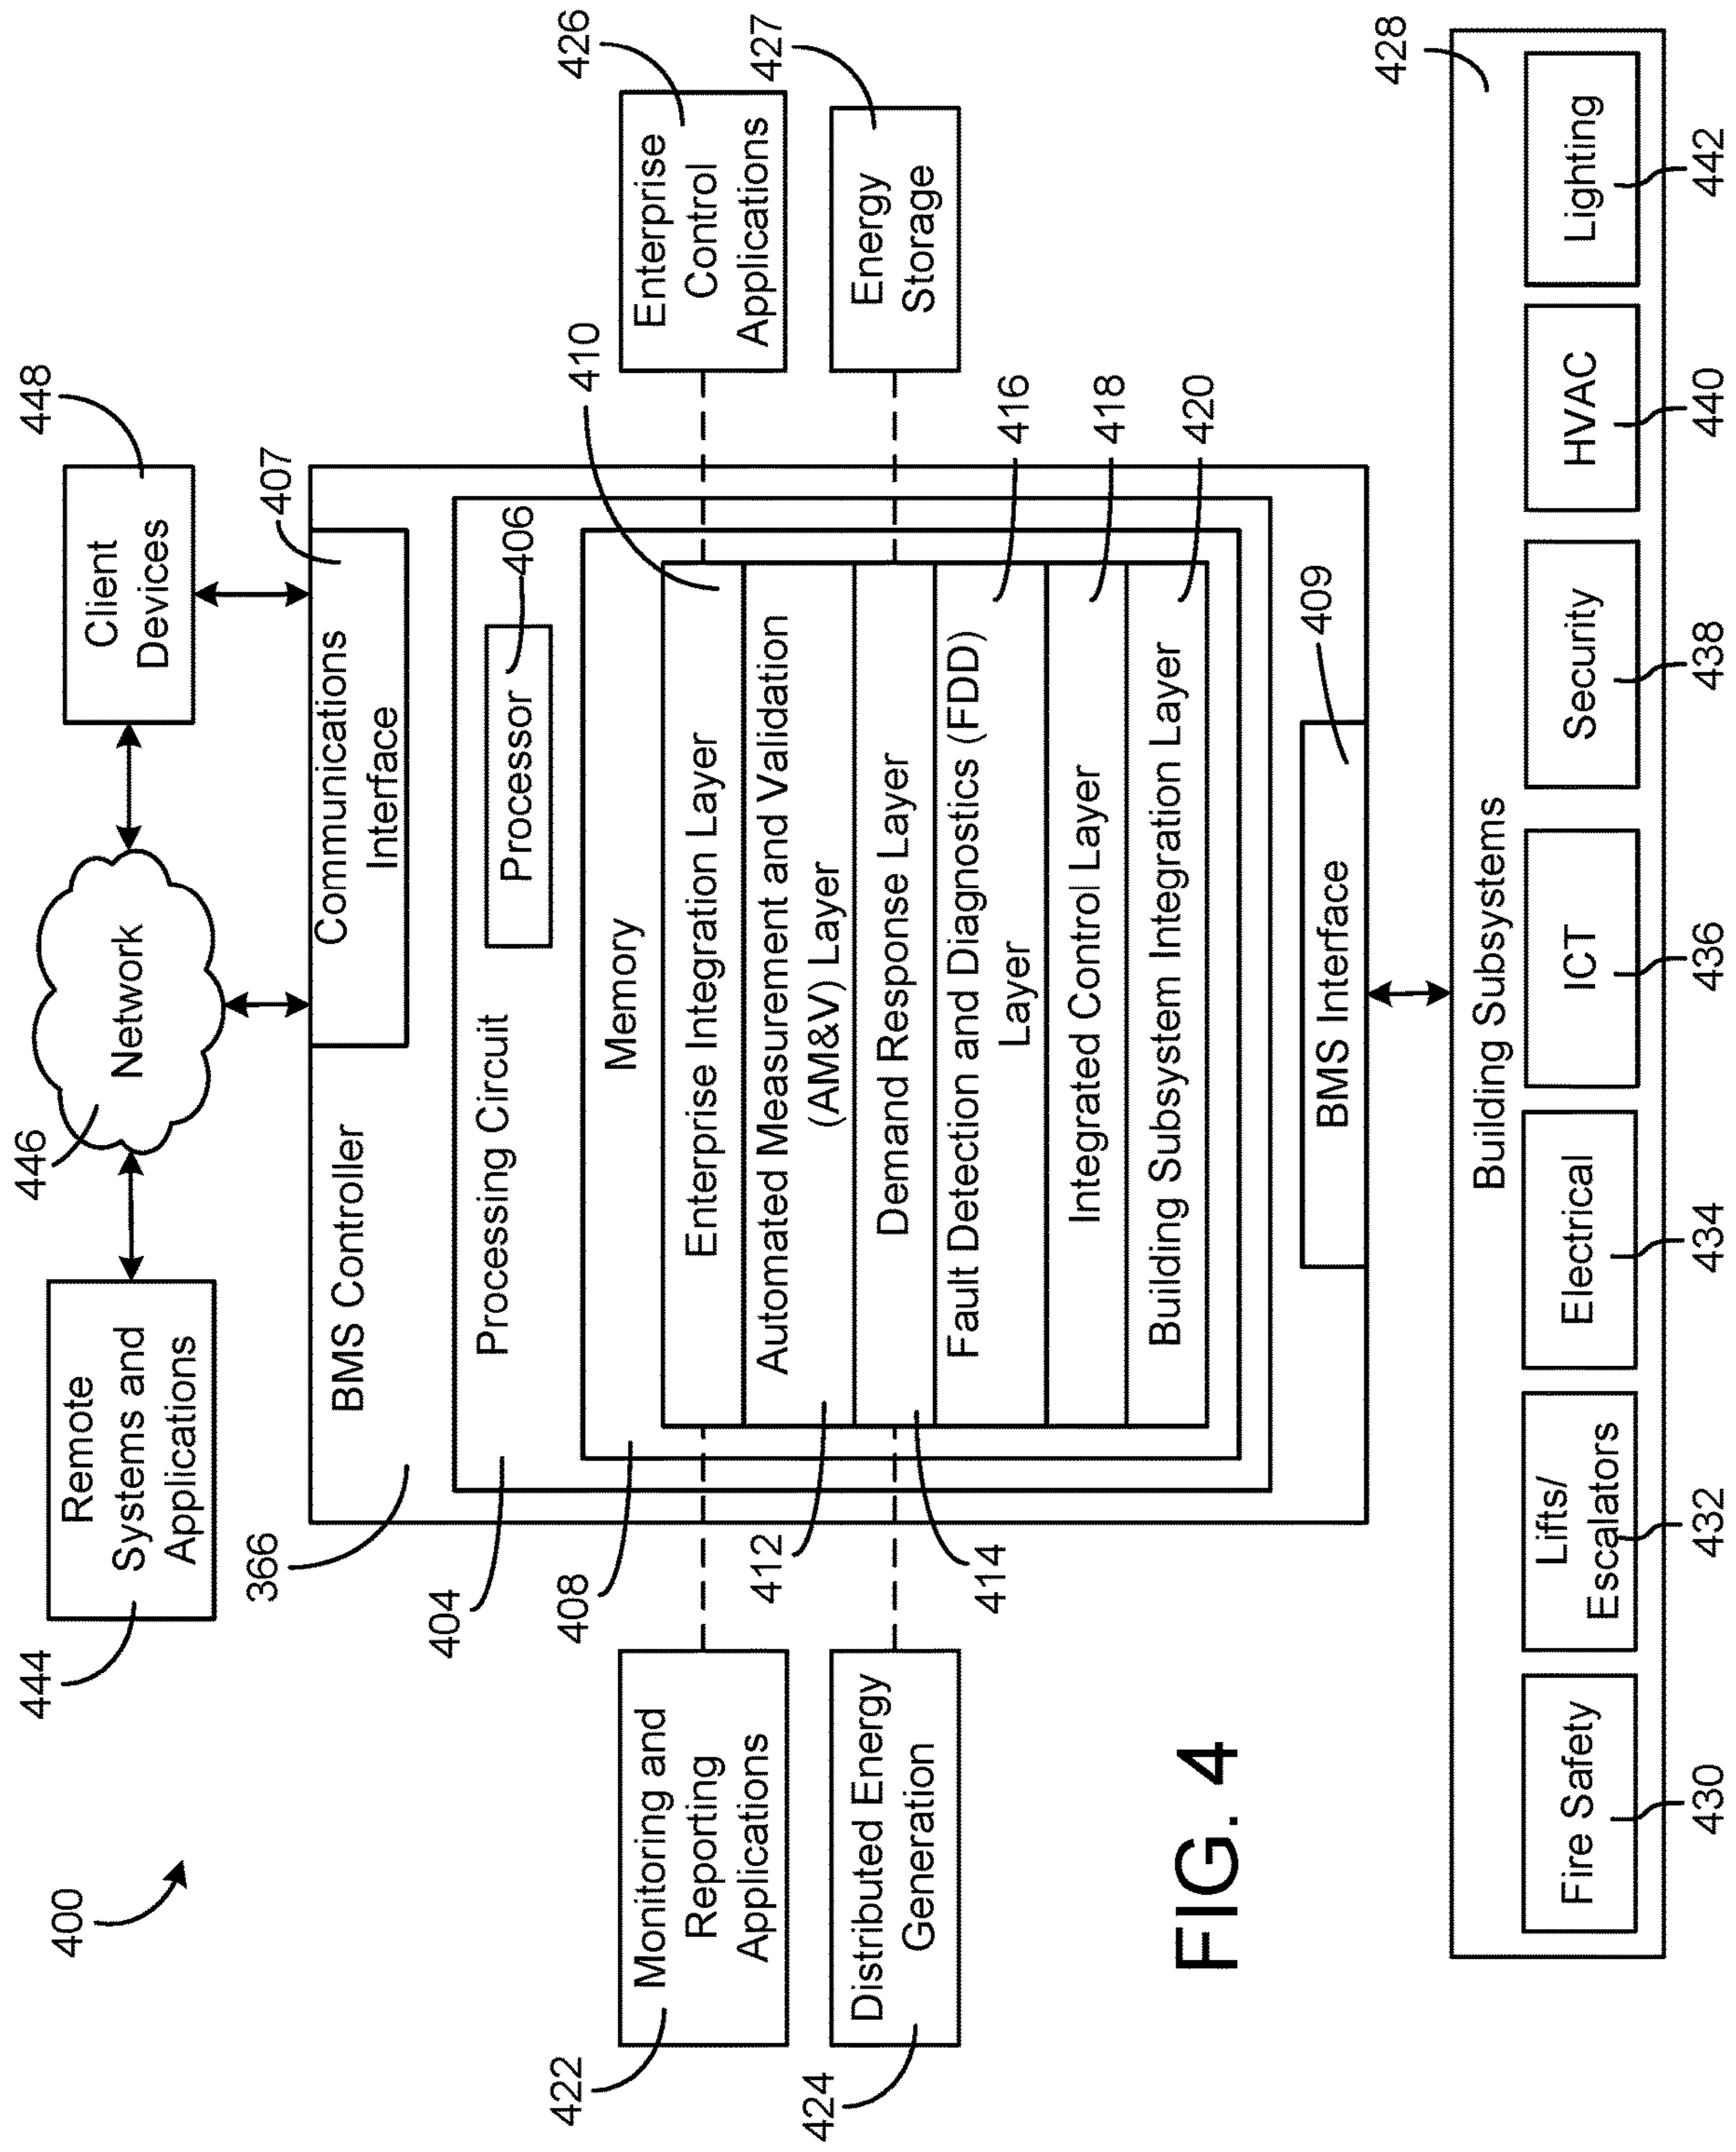 400
444
Remote
Systems and
Applications
446
Network
448
Client
Devices
366
BMS Controller
407
Communications
Interface
404
Processing Circuit
Processor
406
408
Memory
410
Enterprise Integration Layer
Automated Measurement and Validation
(AM&V) Layer
412
Demand Response Layer
414
Fault Detection and Diagnostics (FDD)
Layer
416
Integrated Control Layer
418
Building Subsystem Integration Layer
420
422
Monitoring and
Reporting
Applications
424
Distributed Energy
Generation
426
Enterprise
Control
Applications
427
Energy
Storage
BMS Interface
409
428
Building Subsystems
Fire Safety
Lifts/
Escalators
Electrical
ICT
Security
HVAC
Lighting
430
432
434
436
438
440
442
FIG. 4